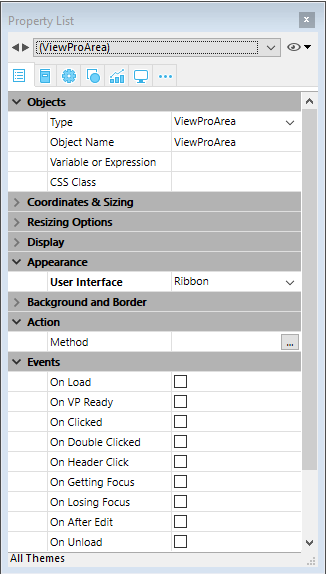 Property List
(ViewProArea)
Objects
Type ViewProArea
Object Name ViewProArea
Variable or Expression
CSS Class
Coordinates & Sizing
Resizing Options
Display
Appearance
User Interface Ribbon
Background and Border
Action
Method ...
Events
On Load
On VP Ready
On Clicked
On Double Clicked
On Header Click
On Getting Focus
On Losing Focus
On After Edit
On Unload
All Themes